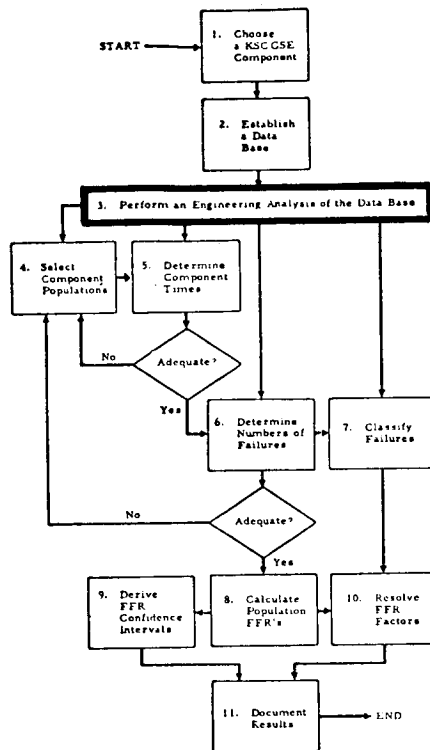 START
1. Choose
a KSC GSE
Component
2. Establish
a Data
Base
3. Perform an Engineering Analysis of the Data Base
4. Select
Component
Populations
5. Determine
Component
Times
No
Adequate?
Yes
6. Determine
Numbers of
Failures
7. Classify
Failures
No
Adequate?
Yes
9. Derive
FFR
Confidence
Intervals
8. Calculate
Population
FFR's
10. Resolve
FFR
Factors
11. Document
Results
END